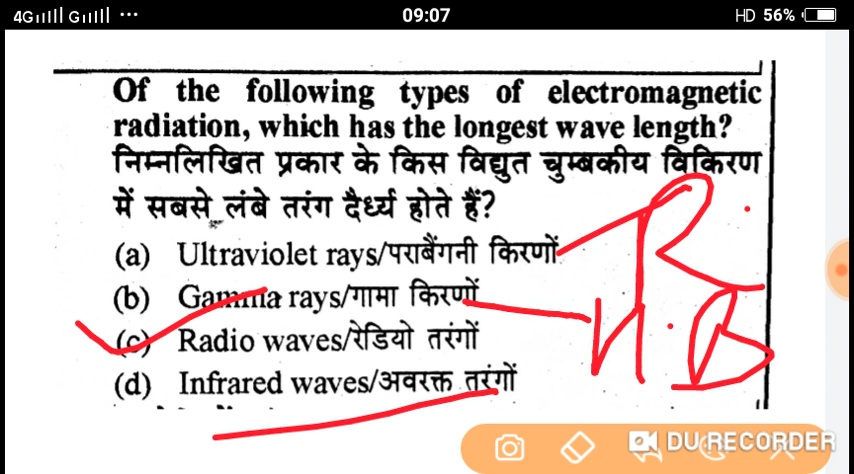 4G G ••• 09:07 HD 56%
Of the following types of electromagnetic
radiation, which has the longest wave length?
निम्नलिखित प्रकार के किस विद्युत चुम्बकीय विकिरण
में सबसे लंबे तरंग दैर्ध्य होते हैं?
(a) Ultraviolet rays/पराबैंगनी किरणों
(b) Gamma rays/गामा किरणों
(c) Radio waves/रेडियो तरंगों
(d) Infrared waves/अवरक्त तरंगों
DU RECORDER